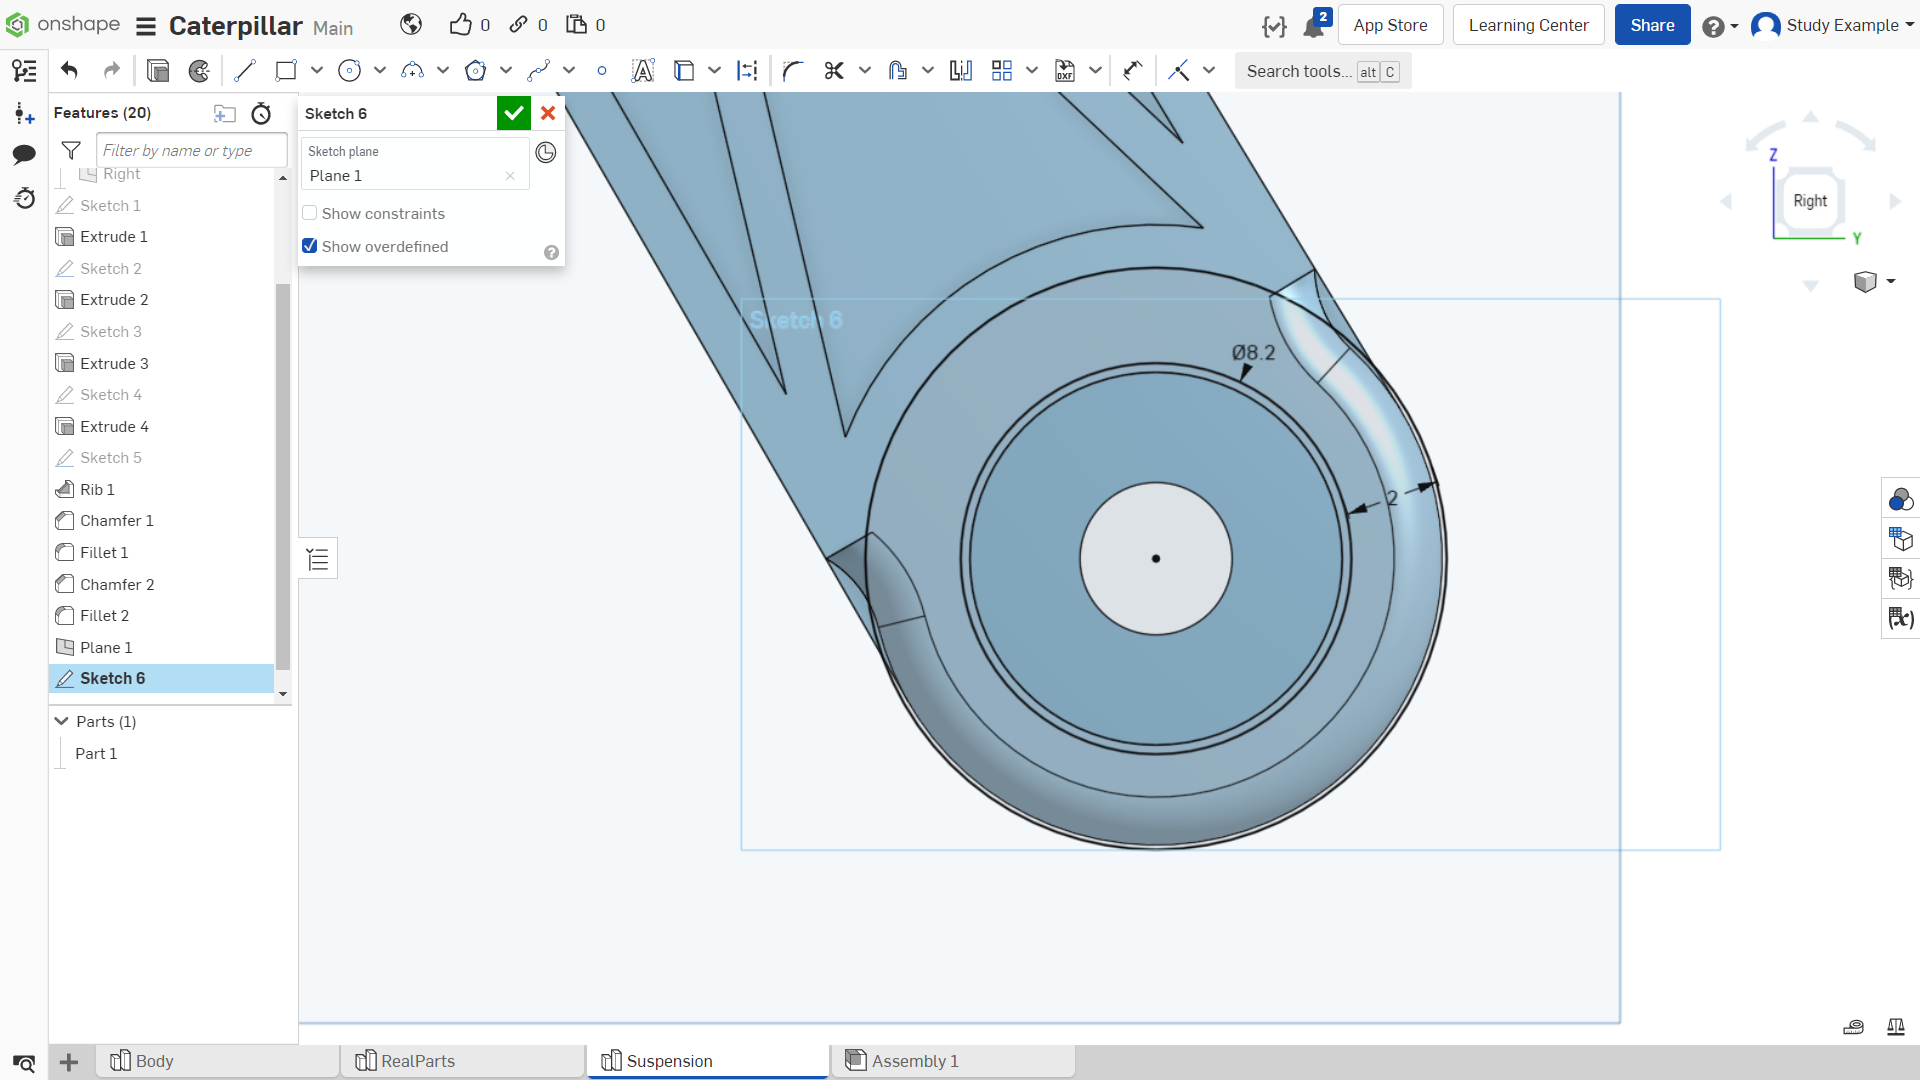 onshape Caterpillar Main 0 0 0 2 App Store Learning Center Share Study Example
Search tools... alt C
Features (20)
Filter by name or type
Right
Sketch 1
Extrude 1
Sketch 2
Extrude 2
Sketch 3
Extrude 3
Sketch 4
Extrude 4
Sketch 5
Rib 1
Chamfer 1
Fillet 1
Chamfer 2
Fillet 2
Plane 1
Sketch 6
Parts (1)
Part 1
Sketch 6
Sketch plane
Plane 1
Show constraints
Show overdefined
Sketch 6
Ø8.2
2
Z
Right
Y
Body
RealParts
Suspension
Assembly 1